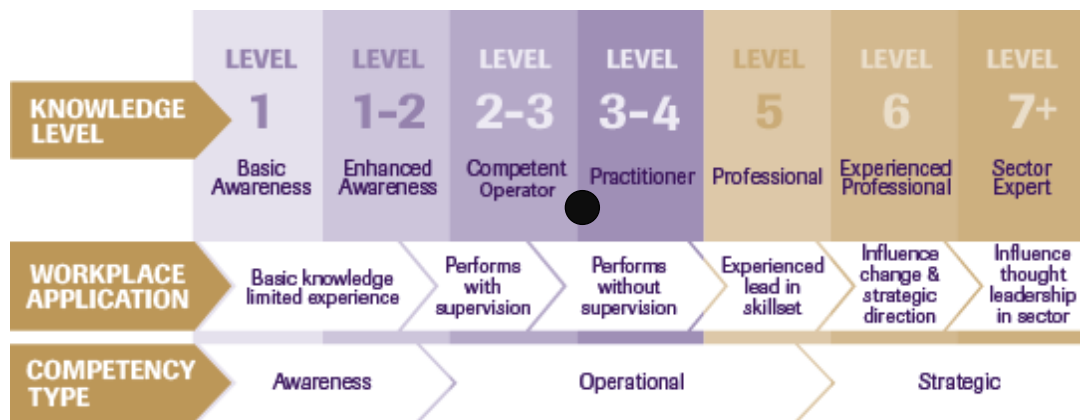 LEVEL LEVEL LEVEL LEVEL LEVEL LEVEL LEVEL
KNOWLEDGE LEVEL
1 1-2 2-3 3-4 5 6 7+
Basic Awareness
Enhanced Awareness
Competent Operator
Practitioner
Professional
Experienced Professional
Sector Expert
WORKPLACE APPLICATION
Basic knowledge
limited experience
Performs
with
supervision
Performs
without
supervision
Experienced
lead in
skillset
Influence
change &
strategic
direction
Influence
thought
leadership
in sector
COMPETENCY
TYPE
Awareness
Operational
Strategic